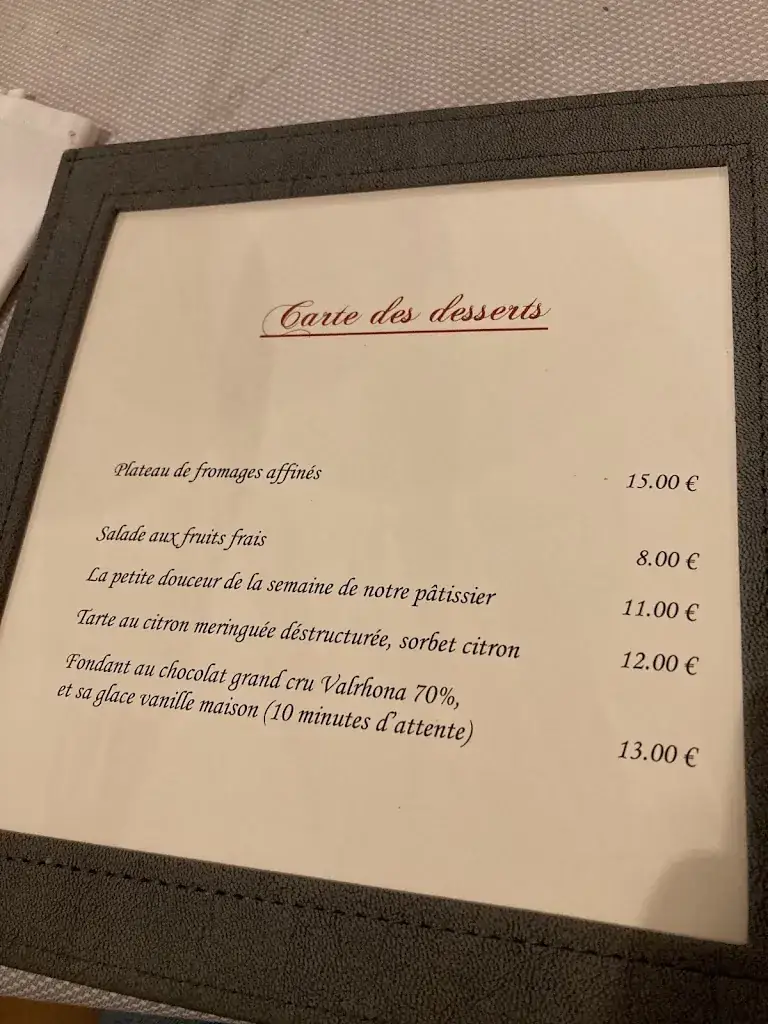 Carte des desserts
Plateau de fromages affinés 15.00 €
Salade aux fruits frais 8.00 €
La petite douceur de la semaine de notre pâtissier 11.00 €
Tarte au citron meringuée déstructurée, sorbet citron 12.00 €
Fondant au chocolat grand cru Valrhona 70%,
et sa glace vanille maison (10 minutes d'attente) 13.00 €